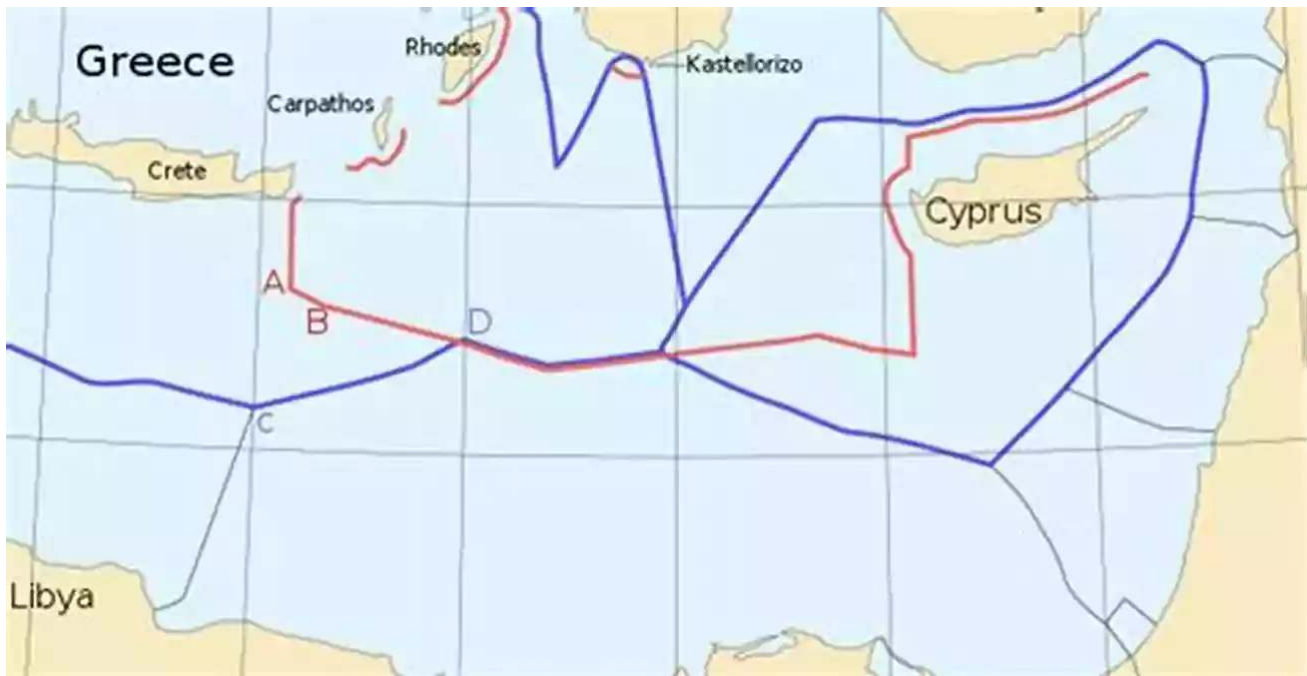 Greece
Rhodes
Kastellorizo
Carpathos
Crete
Cyprus
A
B
D
C
Libya